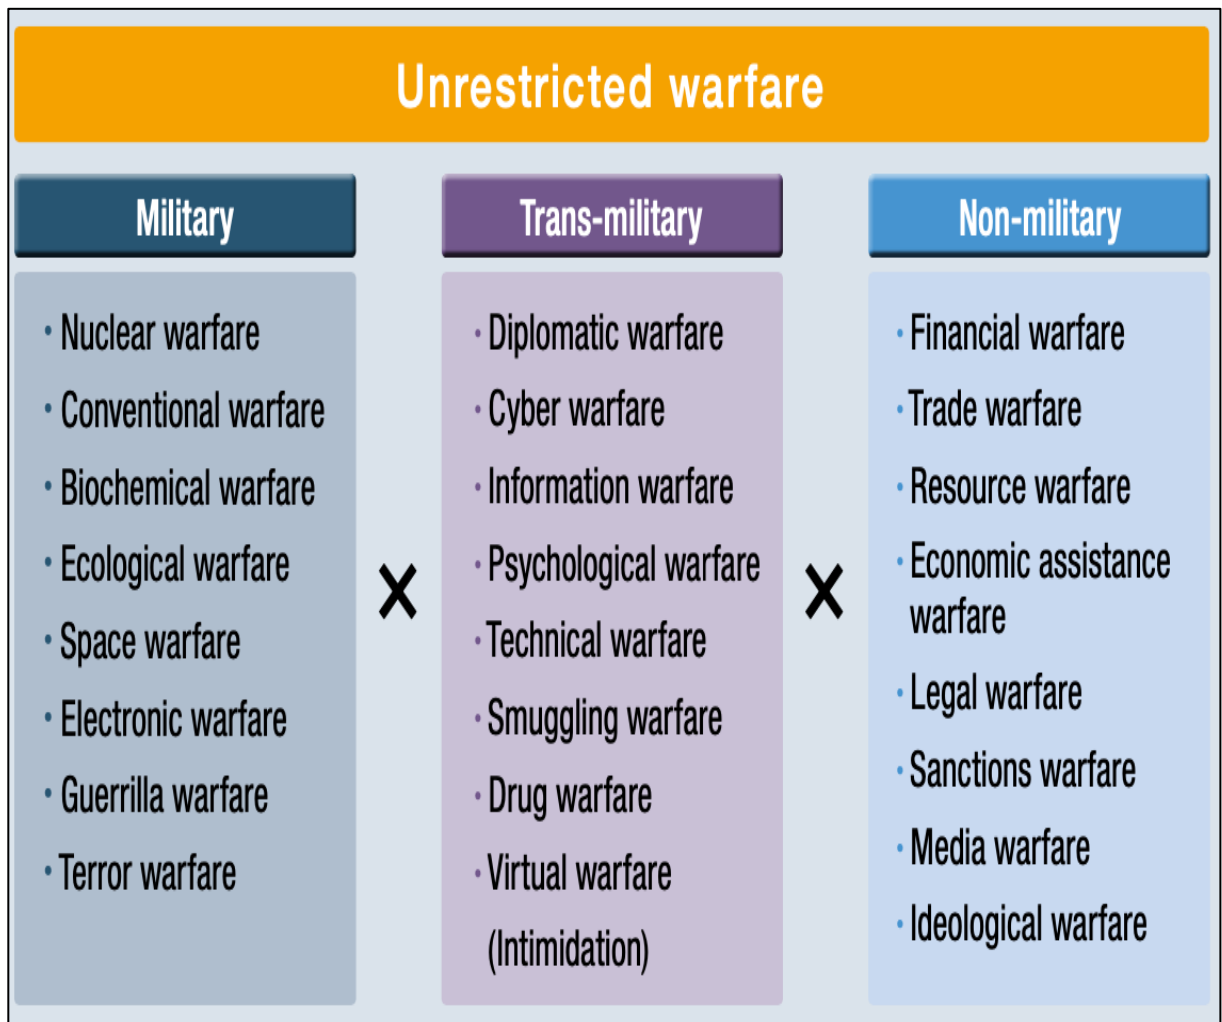 Unrestricted warfare
Military
• Nuclear warfare
• Conventional warfare
• Biochemical warfare
• Ecological warfare
• Space warfare
• Electronic warfare
• Guerrilla warfare
• Terror warfare
×
Trans-military
• Diplomatic warfare
• Cyber warfare
• Information warfare
• Psychological warfare
• Technical warfare
• Smuggling warfare
• Drug warfare
• Virtual warfare
(Intimidation)
×
Non-military
• Financial warfare
• Trade warfare
• Resource warfare
• Economic assistance
warfare
• Legal warfare
• Sanctions warfare
• Media warfare
• Ideological warfare